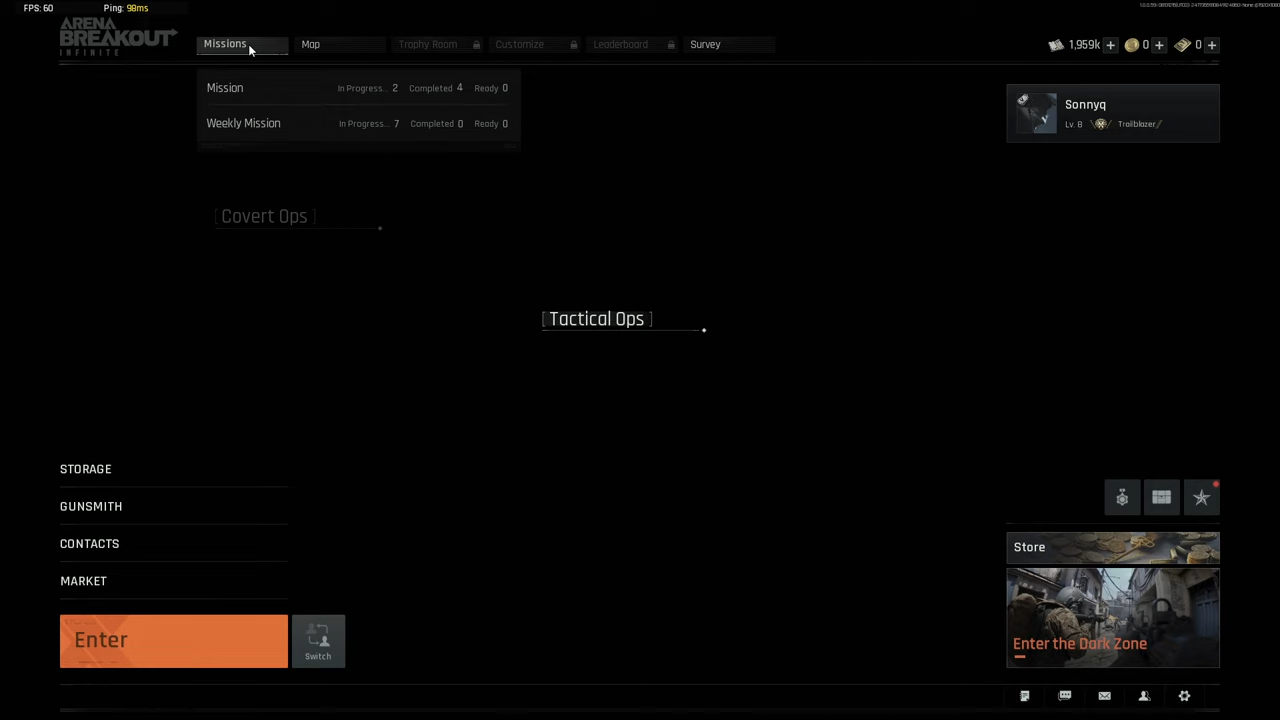 FPS: 60 Ping: 98ms
ARENA
BREAKOUT
INFINITE
Missions Map Trophy Room Customize Leaderboard Survey 1,959k 0 0
Mission In Progress... 2 Completed 4 Ready 0
Weekly Mission In Progress... 7 Completed 0 Ready 0
Sonnyq
Lv. 8 Trailblazer
[ Covert Ops ]
[ Tactical Ops ]
STORAGE
GUNSMITH
CONTACTS
MARKET
Enter
Switch
Store
Enter the Dark Zone